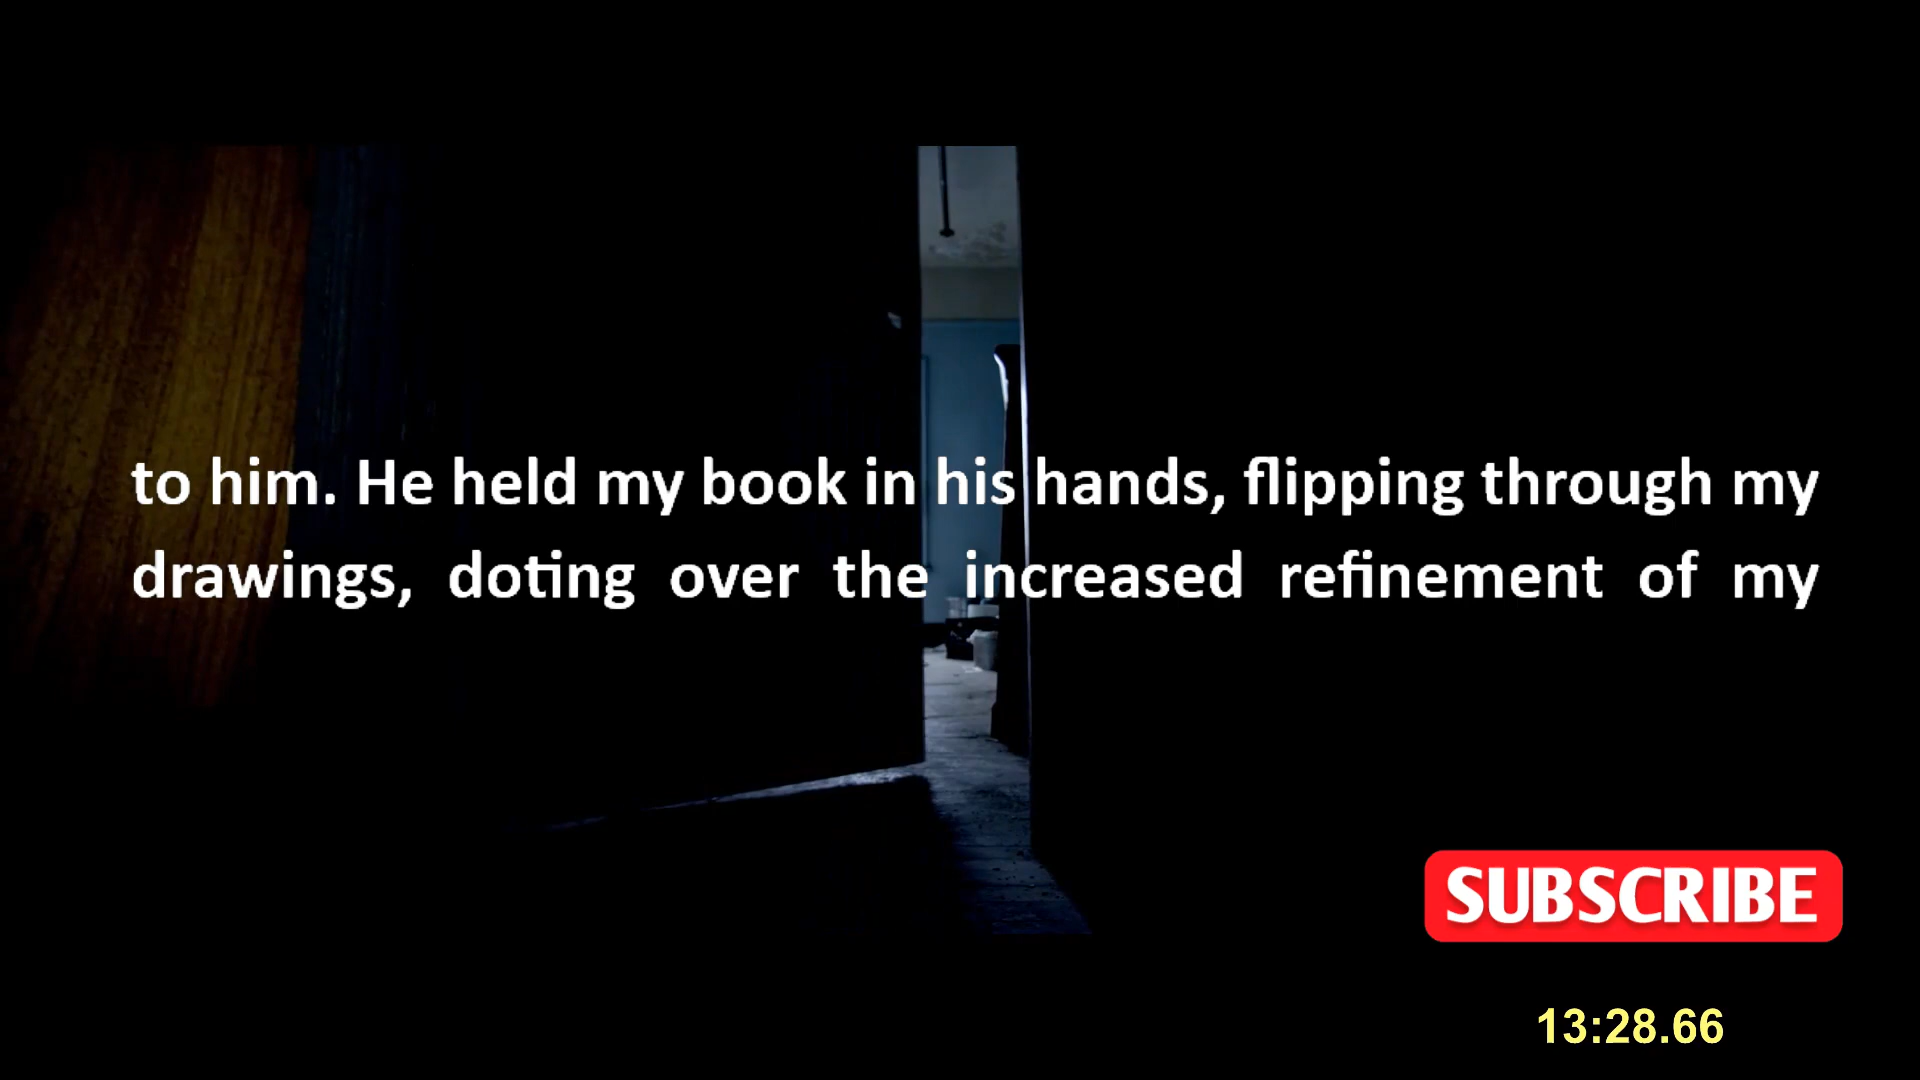 to him. He held my book in his hands, flipping through my
drawings, doting over the increased refinement of my
SUBSCRIBE
13:28.66